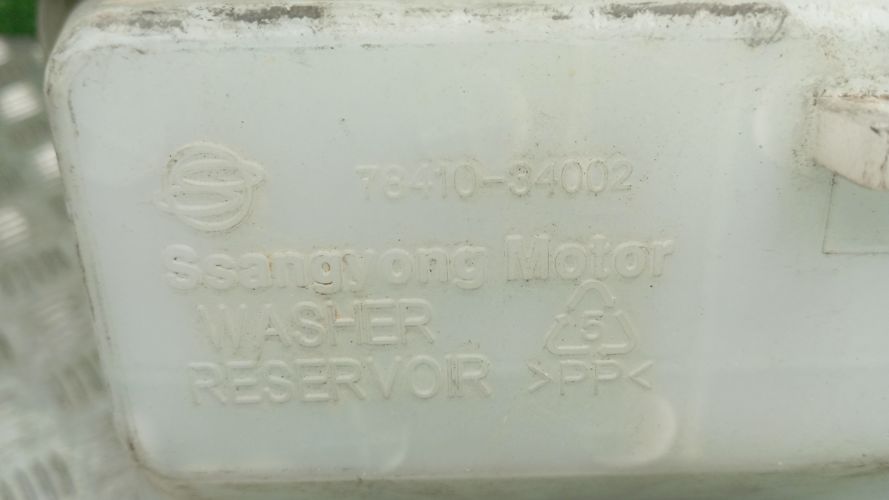 78410-34002
Ssangyong Motor
WASHER
RESERVOIR
5
>PP<